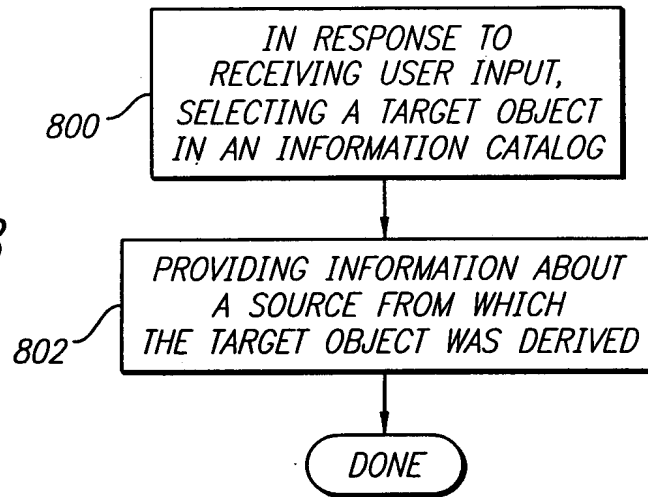 IN RESPONSE TO
RECEIVING USER INPUT,
SELECTING A TARGET OBJECT
IN AN INFORMATION CATALOG
800
PROVIDING INFORMATION ABOUT
A SOURCE FROM WHICH
THE TARGET OBJECT WAS DERIVED
802
DONE